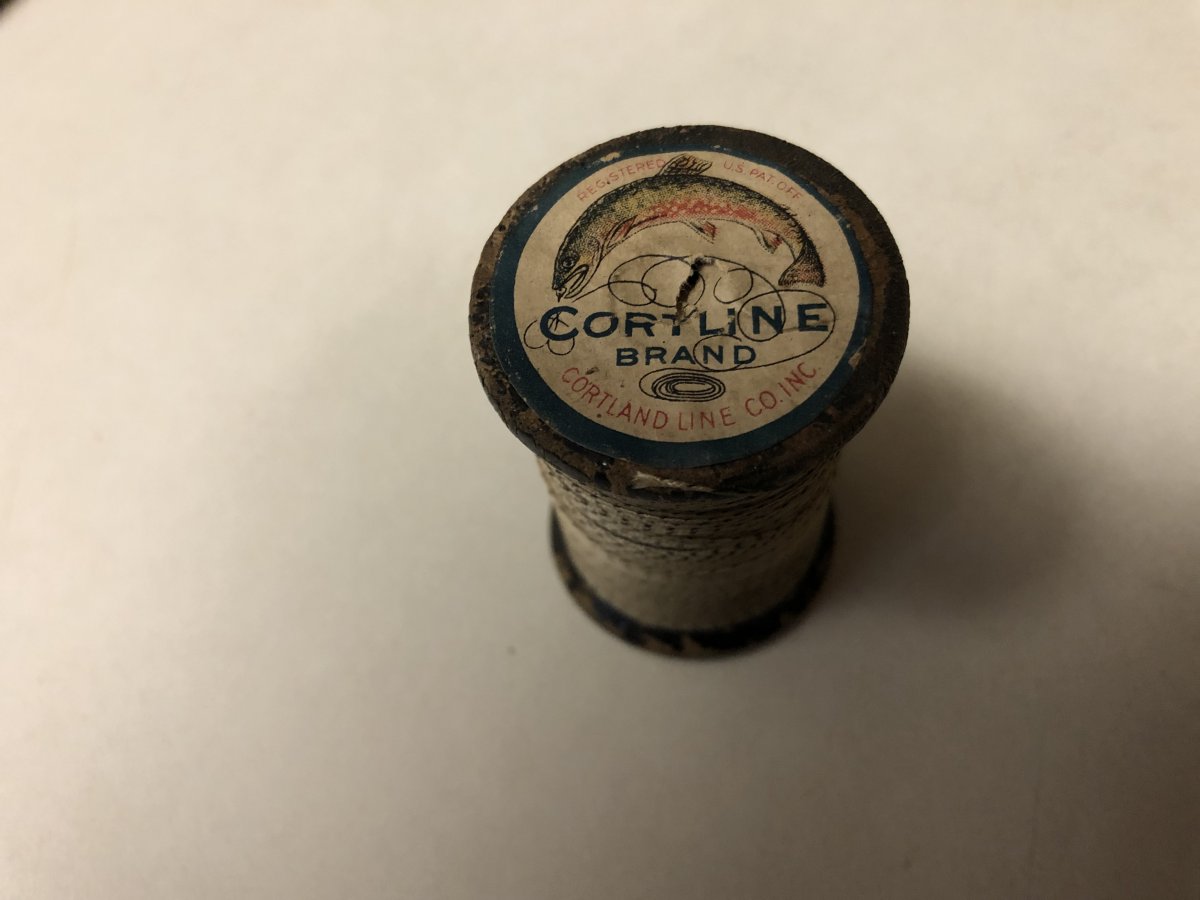 REGISTERED U.S. PAT. OFF
CORTLINE
BRAND
CORTLAND LINE CO. INC.